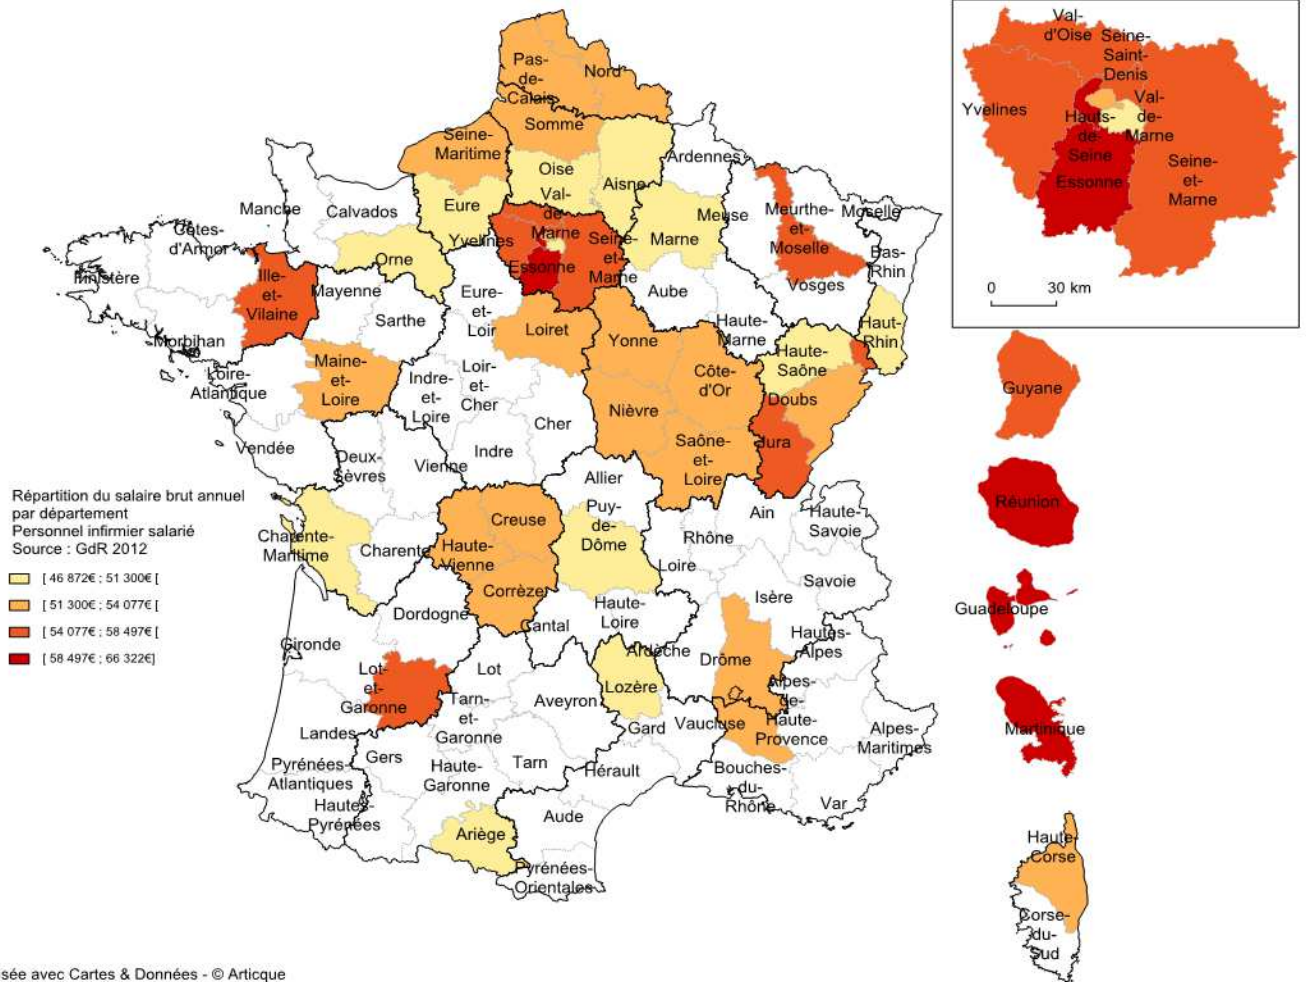 Pas-
de-
Calais
Nord
Somme
Seine-
Maritime
Oise
Aisne
Ardennes
Eure
Val-
de-
Marne
Yvelines
Seine-
et-
Marne
Essonne
Marne
Meuse
Meurthe-
et-
Moselle
Moselle
Bas-
Rhin
Vosges
Haut-
Rhin
Manche
Calvados
Orne
Côtes-
d'Armor
Finistère
Ille-
et-
Vilaine
Morbihan
Mayenne
Sarthe
Eure-
et-
Loir
Loiret
Aube
Haute-
Marne
Yonne
Côte-
d'Or
Haute-
Saône
Doubs
Jura
Nièvre
Saône-
et-
Loire
Loire-
Atlantique
Maine-
et-
Loire
Indre-
et-
Loire
Loir-
et-
Cher
Cher
Indre
Vendée
Deux-
Sèvres
Vienne
Allier
Puy-
de-
Dôme
Creuse
Haute-
Vienne
Corrèze
Charente-
Maritime
Charente
Dordogne
Gironde
Cantal
Haute-
Loire
Loire
Rhône
Ain
Haute-
Savoie
Savoie
Isère
Hautes-
Alpes
Drôme
Ardèche
Lozère
Lot
Lot-
et-
Garonne
Tarn-
et-
Garonne
Aveyron
Landes
Gers
Haute-
Garonne
Tarn
Hérault
Gard
Vaucluse
Alpes-
de-
Haute-
Provence
Alpes-
Maritimes
Bouches-
du-
Rhône
Var
Pyrénées-
Atlantiques
Hautes-
Pyrénées
Ariège
Aude
Pyrénées-
Orientales
Répartition du salaire brut annuel
par département
Personnel infirmier salarié
Source : GdR 2012
[ 46 872€ ; 51 300€ [
[ 51 300€ ; 54 077€ [
[ 54 077€ ; 58 497€ [
[ 58 497€ ; 66 322€]
Val-
d'Oise
Seine-
Saint-
Denis
Yvelines
Val-
de-
Marne
Hauts-
de-
Seine
Essonne
Seine-
et-
Marne
0 30 km
Guyane
Réunion
Guadeloupe
Martinique
Haute-
Corse
Corse-
du-
Sud
sée avec Cartes & Données - © Articque